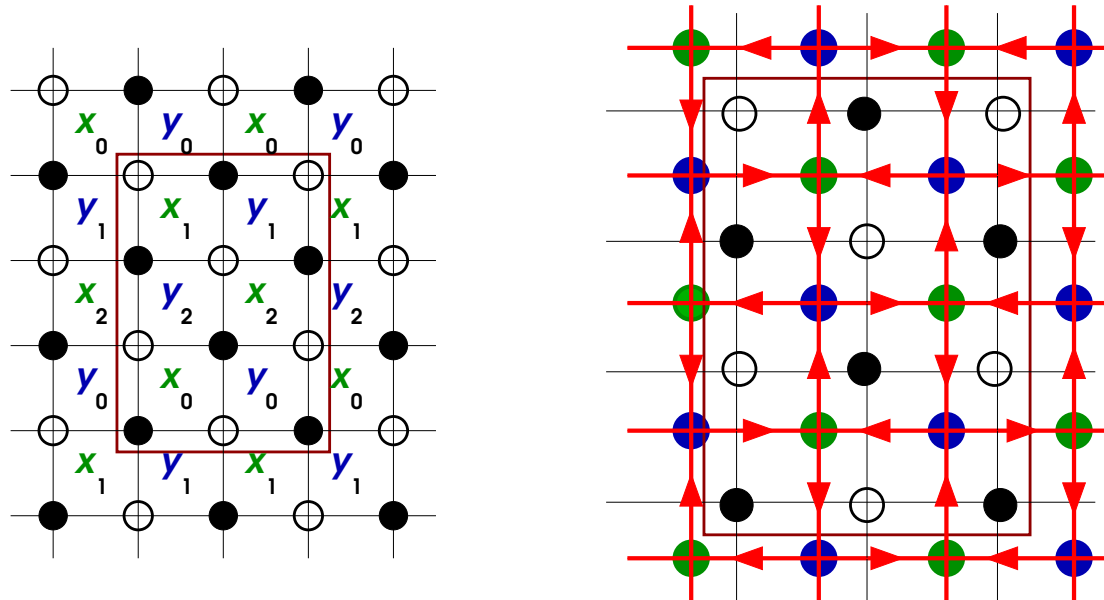 x0 y0 x0 y0
y1 x1 y1 x1
x2 y2 x2 y2
y0 x0 y0 x0
x1 y1 x1 y1